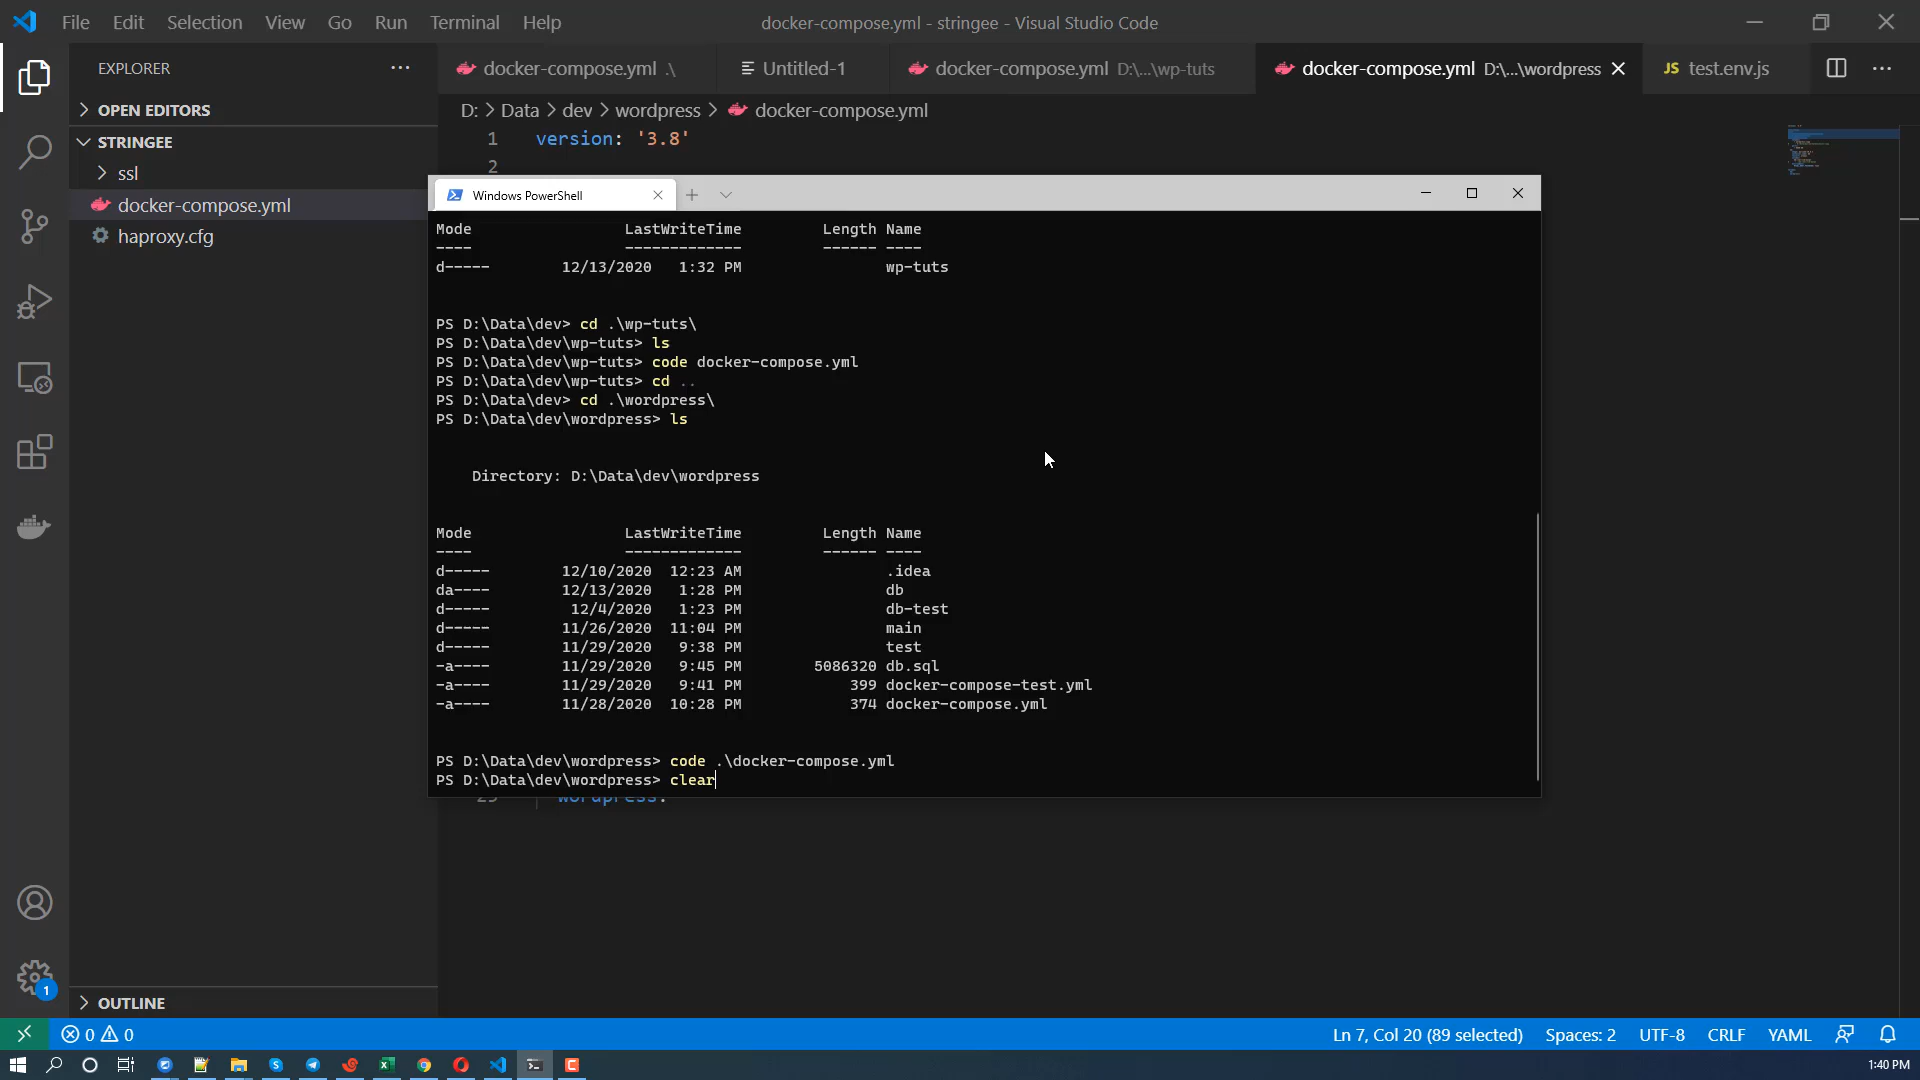 File Edit Selection View Go Run Terminal Help
docker-compose.yml - stringee - Visual Studio Code
EXPLORER
docker-compose.yml .\
Untitled-1
docker-compose.yml D:\...\wp-tuts
docker-compose.yml D:\...\wordpress
JS test.env.js
OPEN EDITORS
D: > Data > dev > wordpress > docker-compose.yml
STRINGEE
ssl
docker-compose.yml
haproxy.cfg
1 version: '3.8'
2
Windows PowerShell
Mode LastWriteTime Length Name
---- ------------- ------ ----
d----- 12/13/2020 1:32 PM wp-tuts
PS D:\Data\dev> cd .\wp-tuts\
PS D:\Data\dev\wp-tuts> ls
PS D:\Data\dev\wp-tuts> code docker-compose.yml
PS D:\Data\dev\wp-tuts> cd ..
PS D:\Data\dev> cd .\wordpress\
PS D:\Data\dev\wordpress> ls
Directory: D:\Data\dev\wordpress
Mode LastWriteTime Length Name
---- ------------- ------ ----
d----- 12/10/2020 12:23 AM .idea
da---- 12/13/2020 1:28 PM db
d----- 12/4/2020 1:23 PM db-test
d----- 11/26/2020 11:04 PM main
d----- 11/29/2020 9:38 PM test
-a---- 11/29/2020 9:45 PM 5086320 db.sql
-a---- 11/29/2020 9:41 PM 399 docker-compose-test.yml
-a---- 11/28/2020 10:28 PM 374 docker-compose.yml
PS D:\Data\dev\wordpress> code .\docker-compose.yml
PS D:\Data\dev\wordpress> clear
wordpress:
1
OUTLINE
0 0
Ln 7, Col 20 (89 selected) Spaces: 2 UTF-8 CRLF YAML
1:40 PM